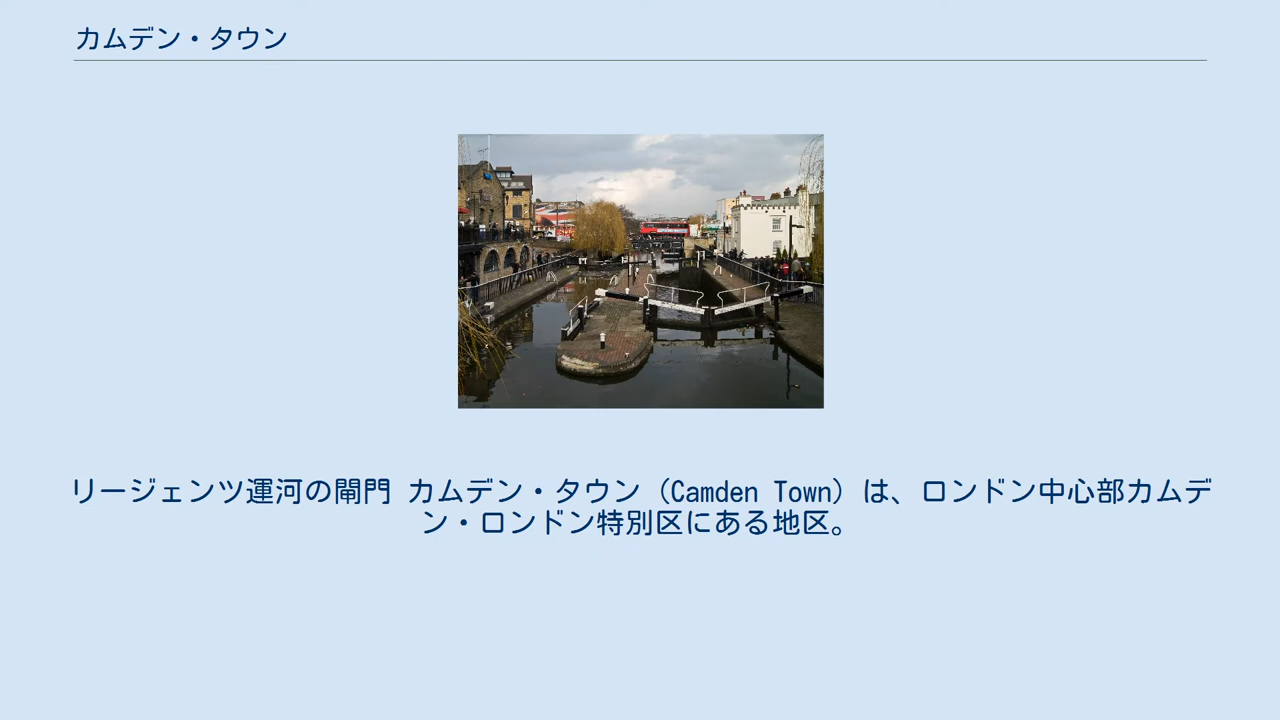 カムデン・タウン
リージェンツ運河の閘門 カムデン・タウン（Camden Town）は、ロンドン中心部カムデ
ン・ロンドン特別区にある地区。